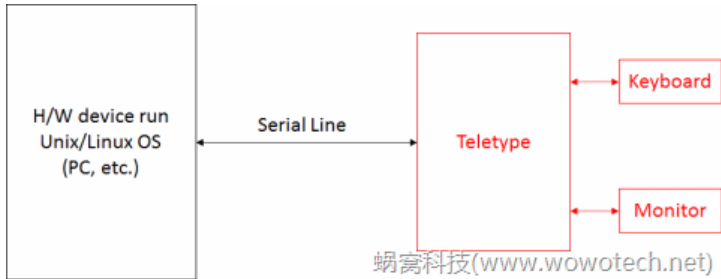 H/W device run
Unix/Linux OS
(PC, etc.)
Serial Line
Teletype
Keyboard
Monitor
蜗窝科技(www.wowotech.net)